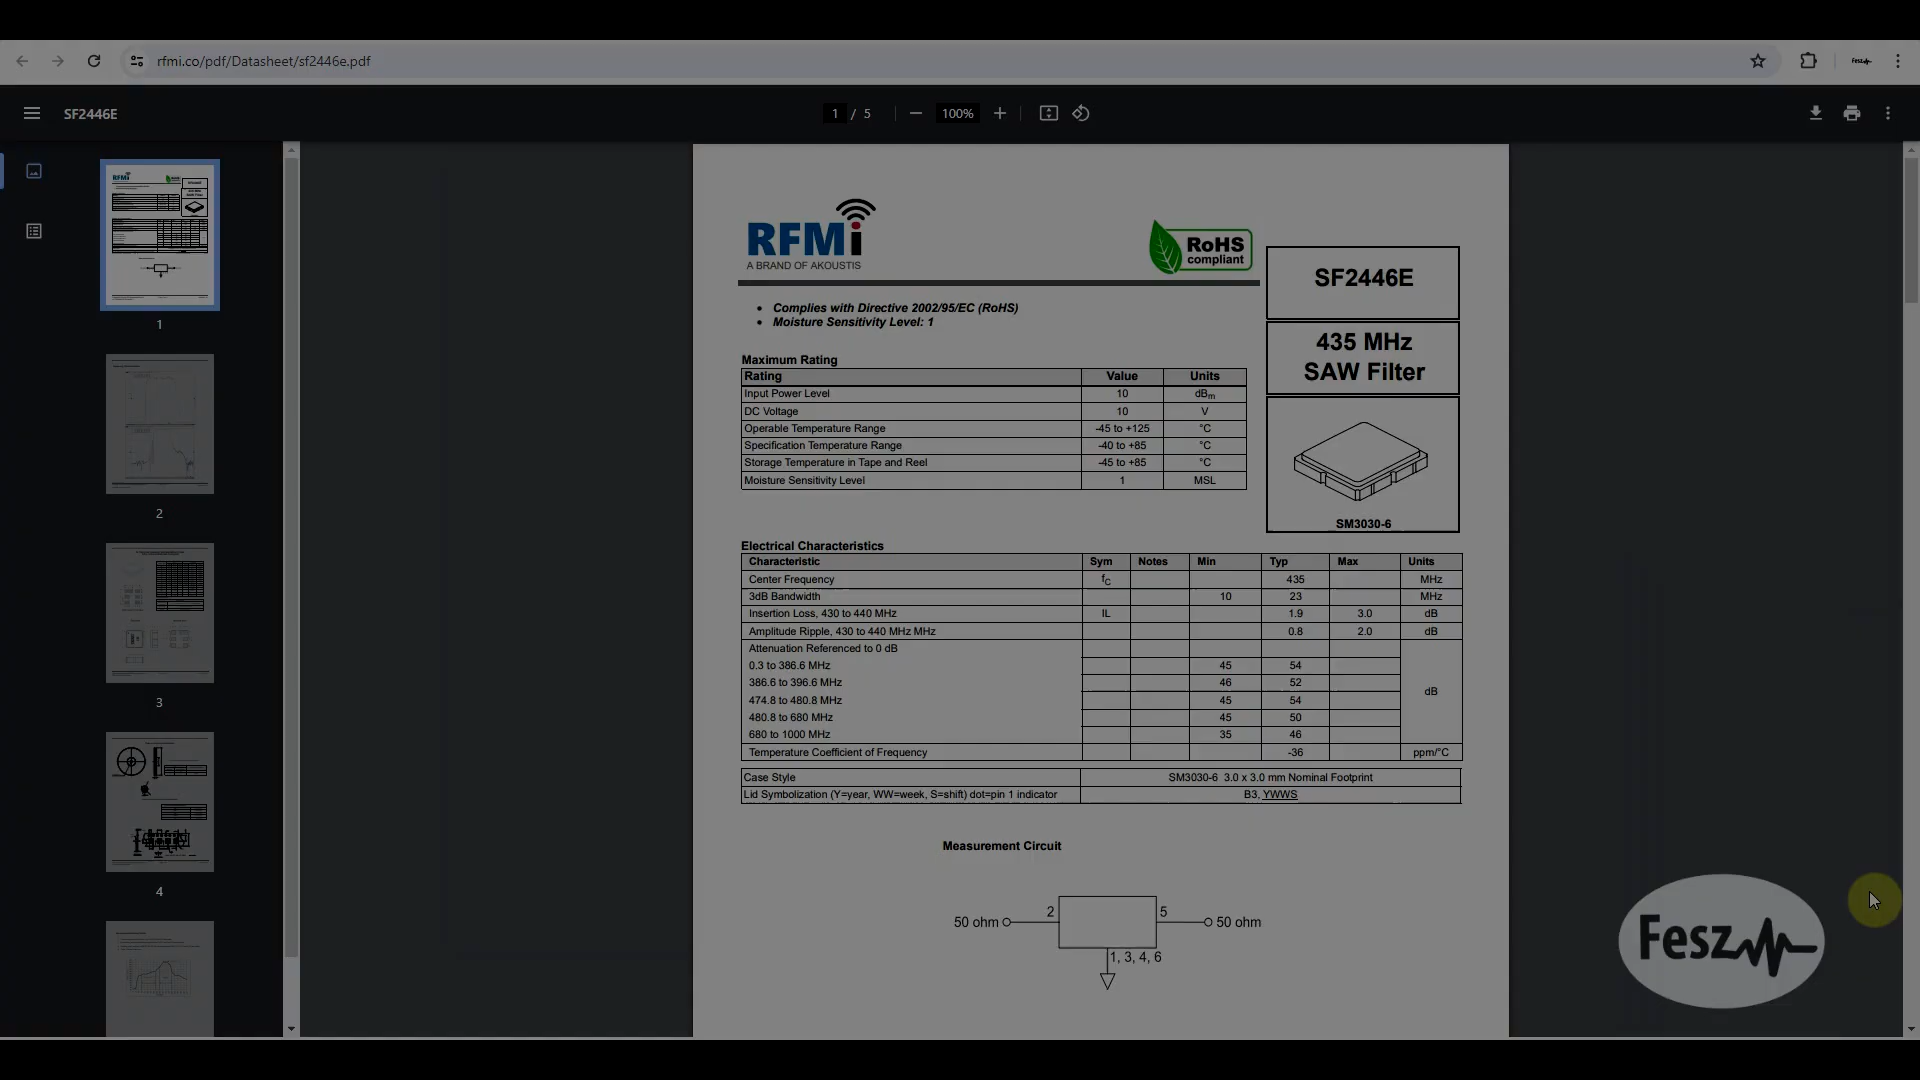 rfmi.co/pdf/Datasheet/sf2446e.pdf
Fesz
SF2446E
1 / 5
100%
1
2
3
4
RFMi
A BRAND OF AKOUSTIS
RoHS
compliant
SF2446E
435 MHz
SAW Filter
SM3030-6
• Complies with Directive 2002/95/EC (RoHS)
• Moisture Sensitivity Level: 1
Maximum Rating
Rating Value Units
Input Power Level 10 dBm
DC Voltage 10 V
Operable Temperature Range -45 to +125 °C
Specification Temperature Range -40 to +85 °C
Storage Temperature in Tape and Reel -45 to +85 °C
Moisture Sensitivity Level 1 MSL
Electrical Characteristics
Characteristic Sym Notes Min Typ Max Units
Center Frequency fC 435 MHz
3dB Bandwidth 10 23 MHz
Insertion Loss, 430 to 440 MHz IL 1.9 3.0 dB
Amplitude Ripple, 430 to 440 MHz MHz 0.8 2.0 dB
Attenuation Referenced to 0 dB
0.3 to 386.6 MHz 45 54
386.6 to 396.6 MHz 46 52
dB
474.8 to 480.8 MHz 45 54
480.8 to 680 MHz 45 50
680 to 1000 MHz 35 46
Temperature Coefficient of Frequency -36 ppm/°C
Case Style SM3030-6 3.0 x 3.0 mm Nominal Footprint
Lid Symbolization (Y=year, WW=week, S=shift) dot=pin 1 indicator B3, YWWS
Measurement Circuit
50 ohm 2 5 50 ohm
1, 3, 4, 6
Fesz